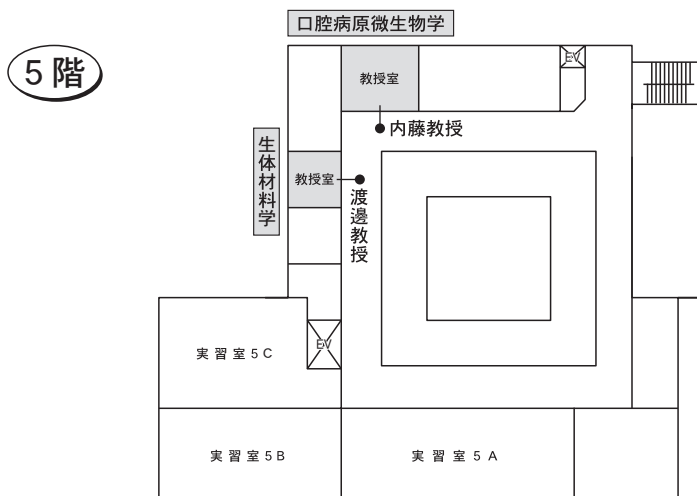 口腔病原微生物学
5階
EV
教授室
内藤教授
生体材料学
教授室
渡邊教授
EV
実習室5C
実習室5B
実習室5A